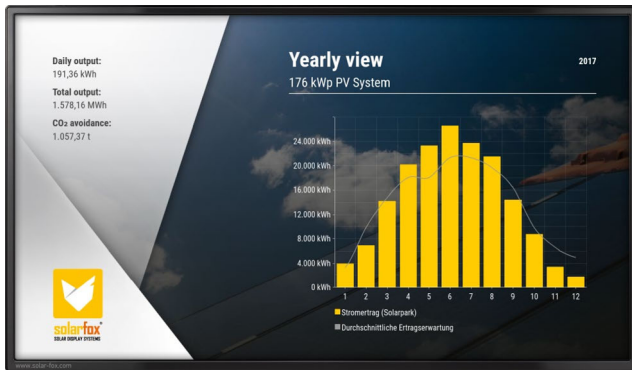 Daily output:
191,36 kWh
Total output:
1.578,16 MWh
CO₂ avoidance:
1.057,37 t
solarfox®
SOLAR DISPLAY SYSTEMS
www.solar-fox.com
Yearly view
2017
176 kWp PV System
24.000 kWh
20.000 kWh
16.000 kWh
12.000 kWh
8.000 kWh
4.000 kWh
0 kWh
1 2 3 4 5 6 7 8 9 10 11 12
Stromertrag (Solarpark)
Durchschnittliche Ertragserwartung